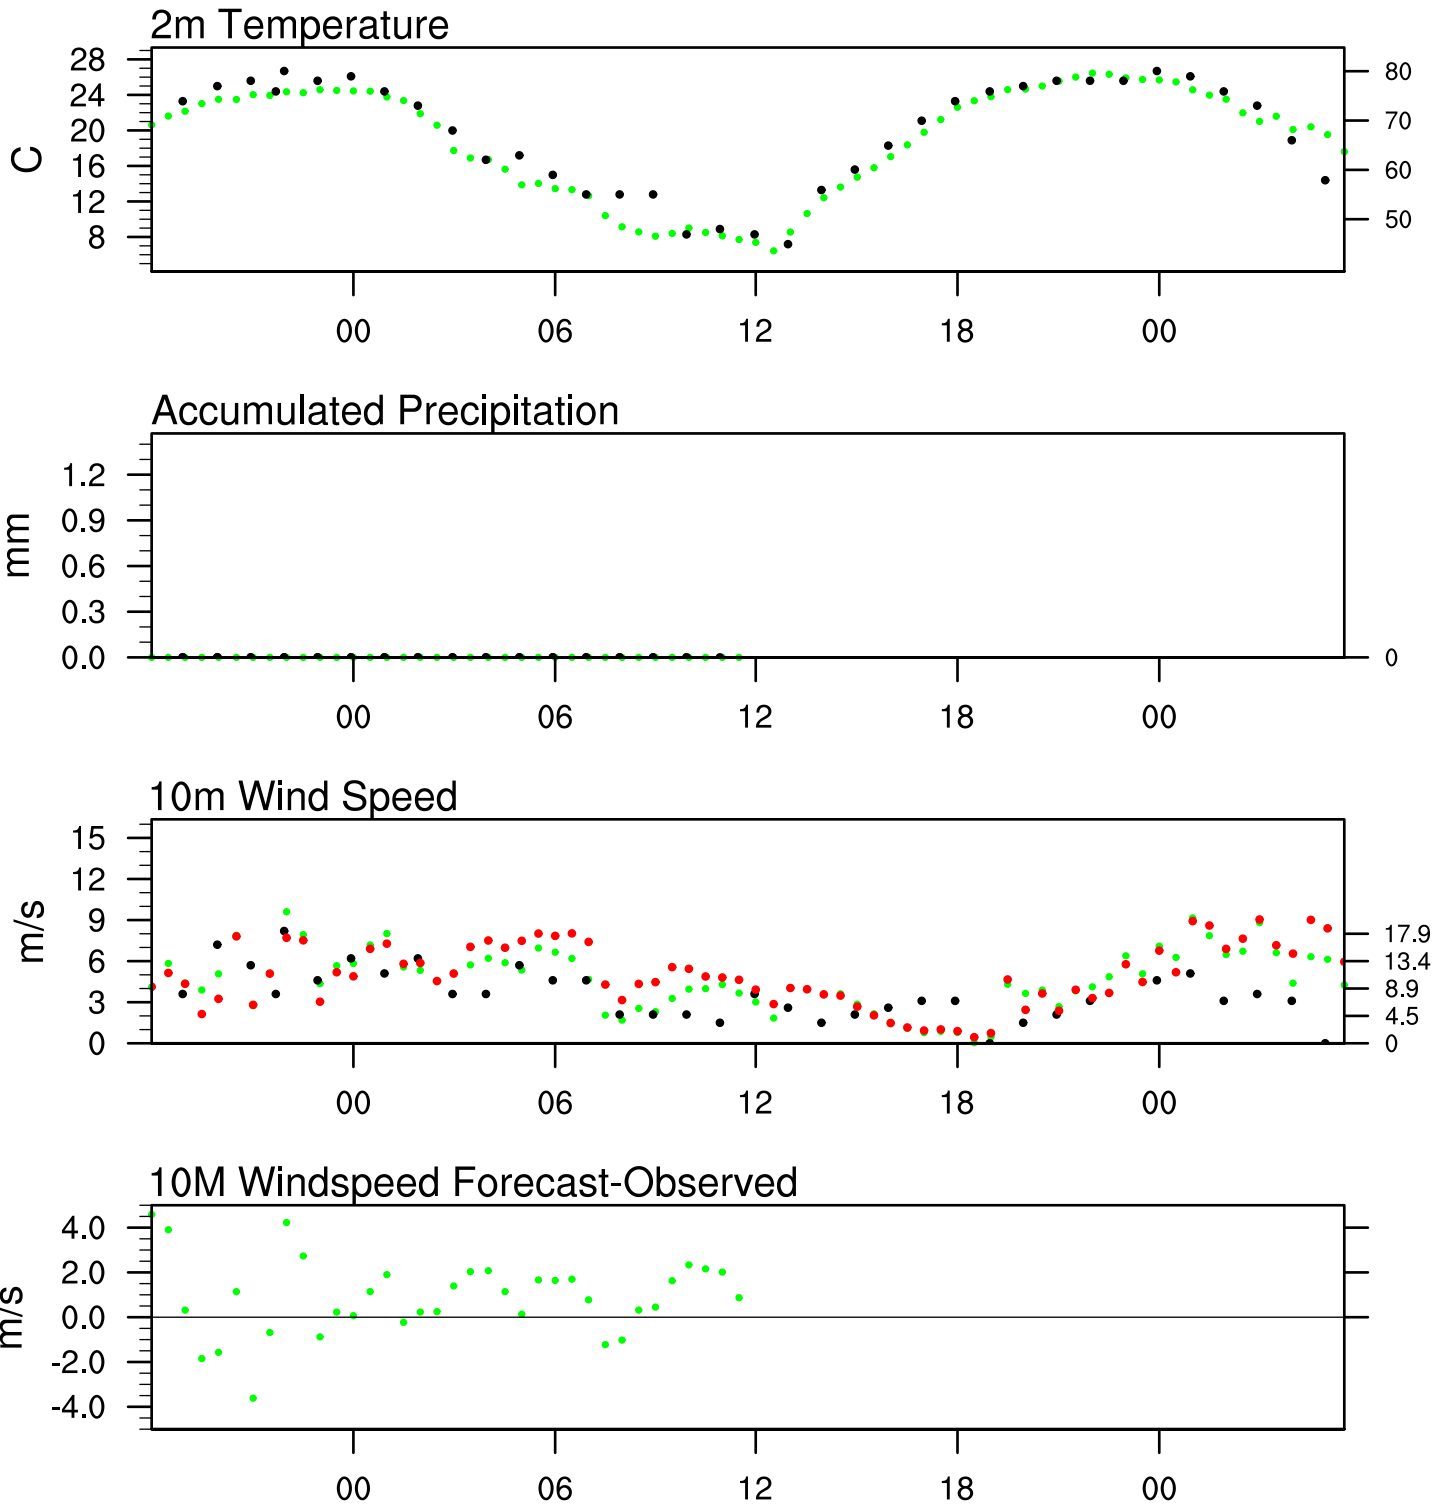 2m Temperature
28
24
20
16
12
8
C
80
70
60
50
00 06 12 18 00
Accumulated Precipitation
1.2
0.9
0.6
0.3
0.0
mm
0
00 06 12 18 00
10m Wind Speed
15
12
9
6
3
0
m/s
17.9
13.4
8.9
4.5
0
00 06 12 18 00
10M Windspeed Forecast-Observed
4.0
2.0
0.0
-2.0
-4.0
m/s
00 06 12 18 00